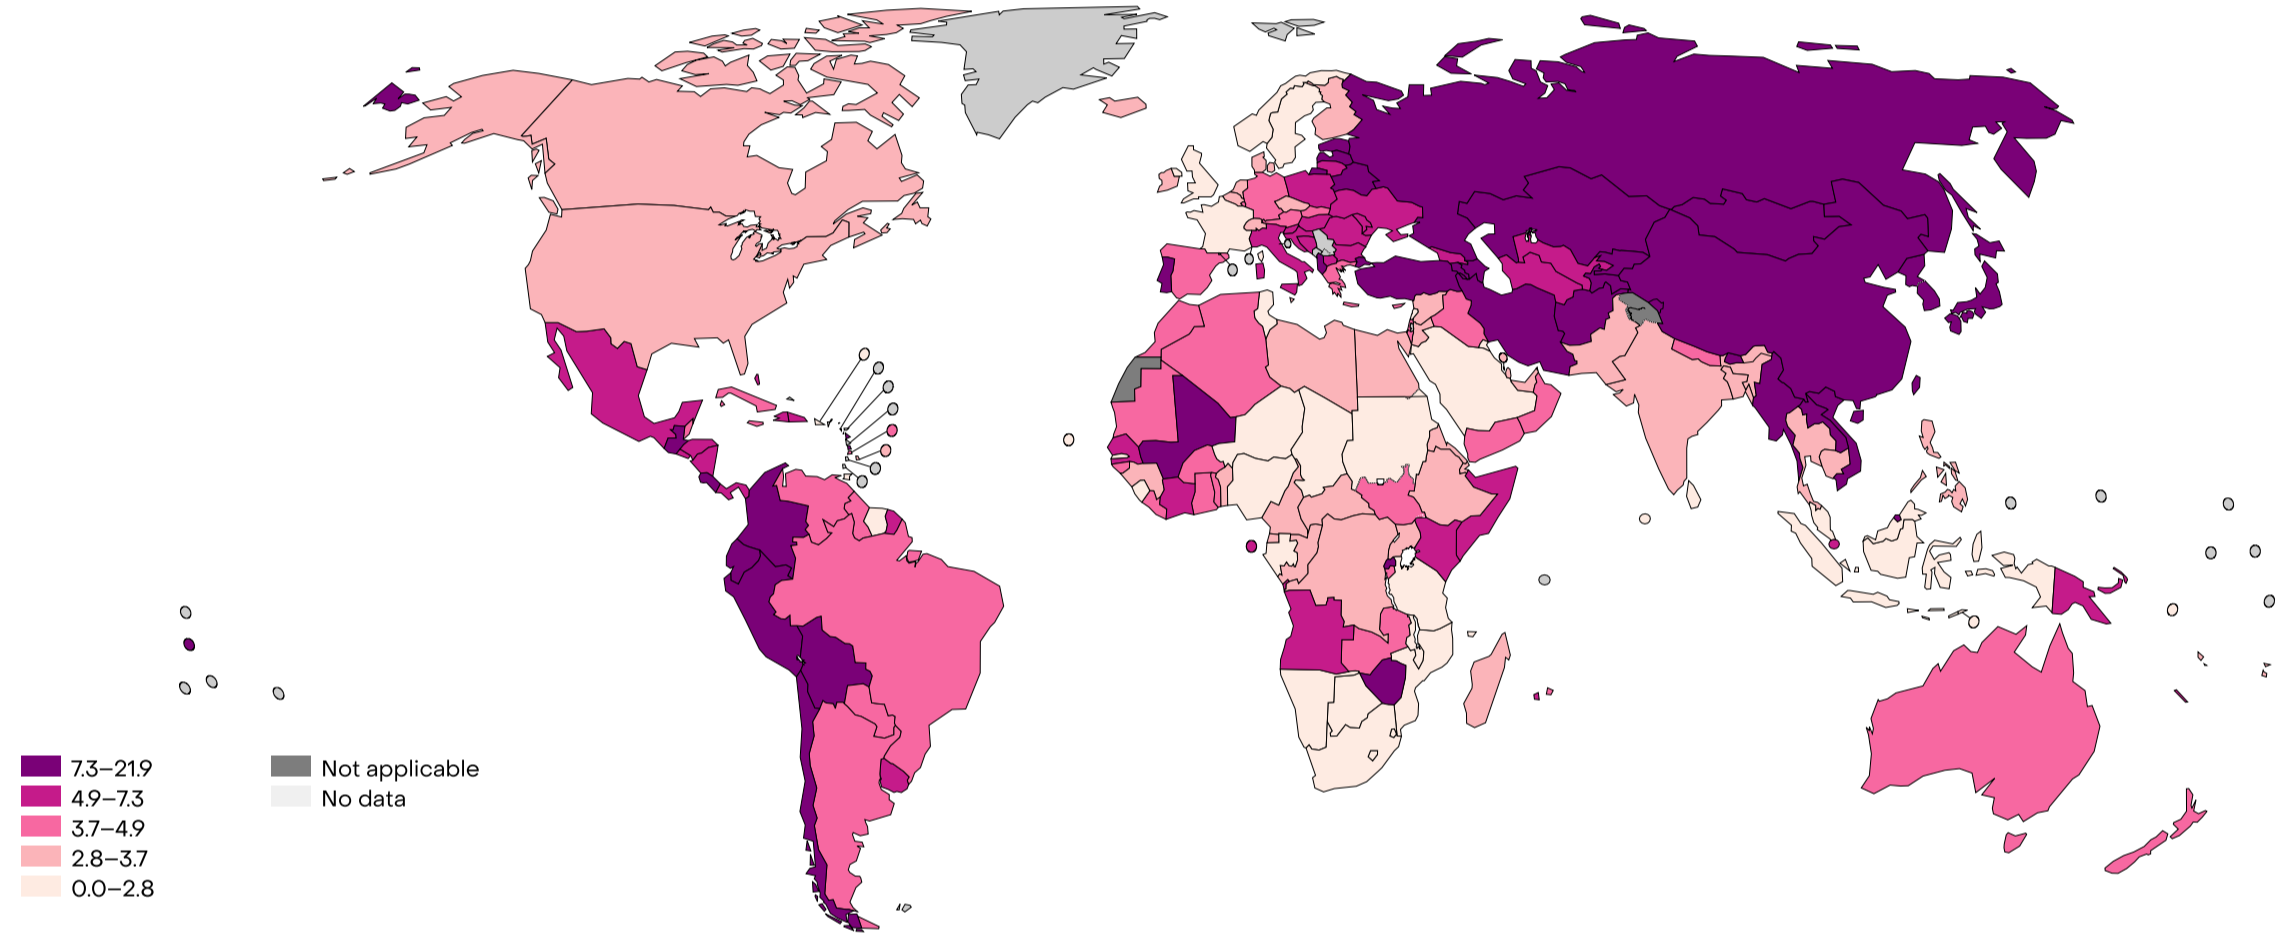 7.3–21.9
4.9–7.3
3.7–4.9
2.8–3.7
0.0–2.8
Not applicable
No data